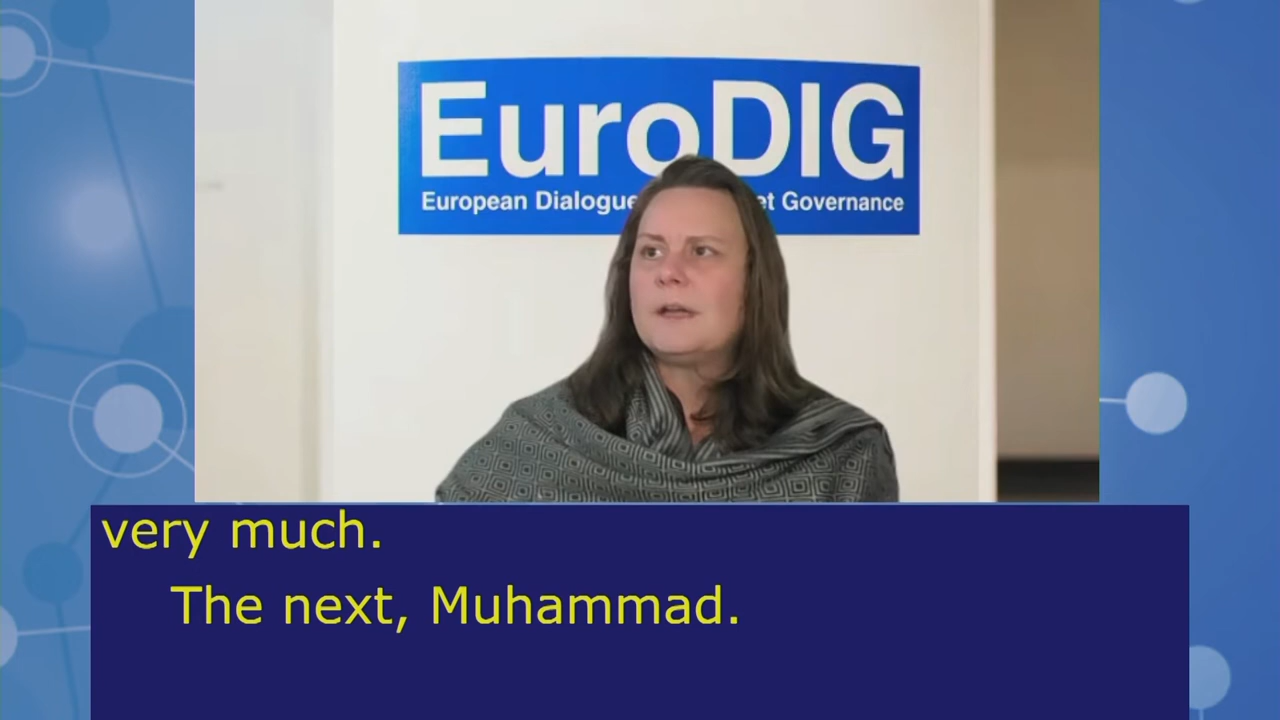 EuroDIG
European Dialogue et Governance
very much.
The next, Muhammad.